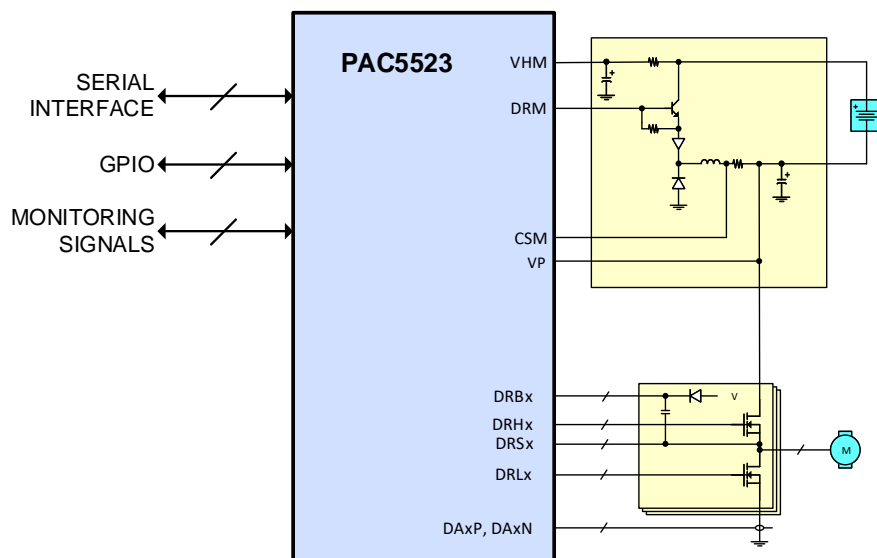 PAC5523
SERIAL
INTERFACE
GPIO
MONITORING
SIGNALS
VHM
DRM
CSM
VP
DRBx
DRHx
DRSx
DRLx
DAxP, DAxN
V
M
+
+
+